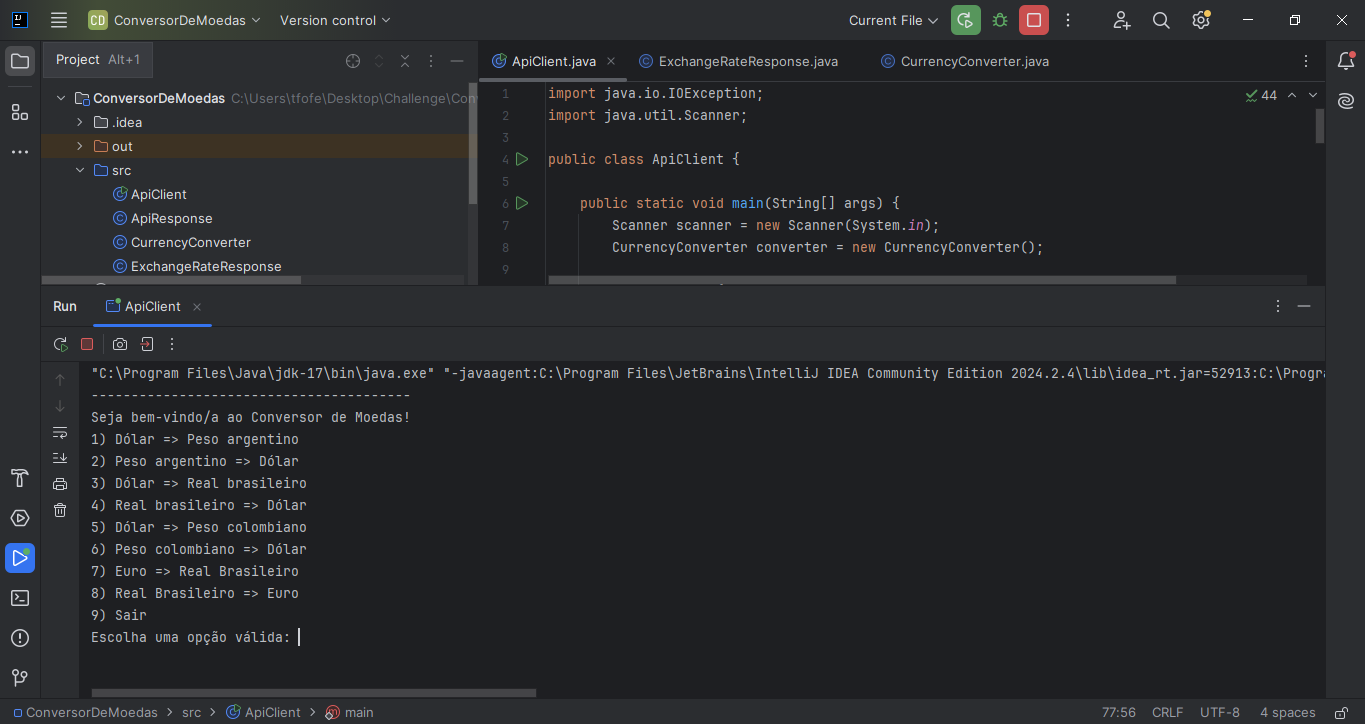 CD ConversorDeMoedas Version control Current File
Project Alt+1
ConversorDeMoedas C:\Users\tfofe\Desktop\Challenge\Con
.idea
out
src
ApiClient
ApiResponse
CurrencyConverter
ExchangeRateResponse
ApiClient.java ExchangeRateResponse.java CurrencyConverter.java
44
1 import java.io.IOException;
2 import java.util.Scanner;
3
4 public class ApiClient {
5
6 public static void main(String[] args) {
7 Scanner scanner = new Scanner(System.in);
8 CurrencyConverter converter = new CurrencyConverter();
9
Run ApiClient
"C:\Program Files\Java\jdk-17\bin\java.exe" "-javaagent:C:\Program Files\JetBrains\IntelliJ IDEA Community Edition 2024.2.4\lib\idea_rt.jar=52913:C:\Progra
----------------------------------------
Seja bem-vindo/a ao Conversor de Moedas!
1) Dólar => Peso argentino
2) Peso argentino => Dólar
3) Dólar => Real brasileiro
4) Real brasileiro => Dólar
5) Dólar => Peso colombiano
6) Peso colombiano => Dólar
7) Euro => Real Brasileiro
8) Real Brasileiro => Euro
9) Sair
Escolha uma opção válida:
ConversorDeMoedas > src > ApiClient > main 77:56 CRLF UTF-8 4 spaces